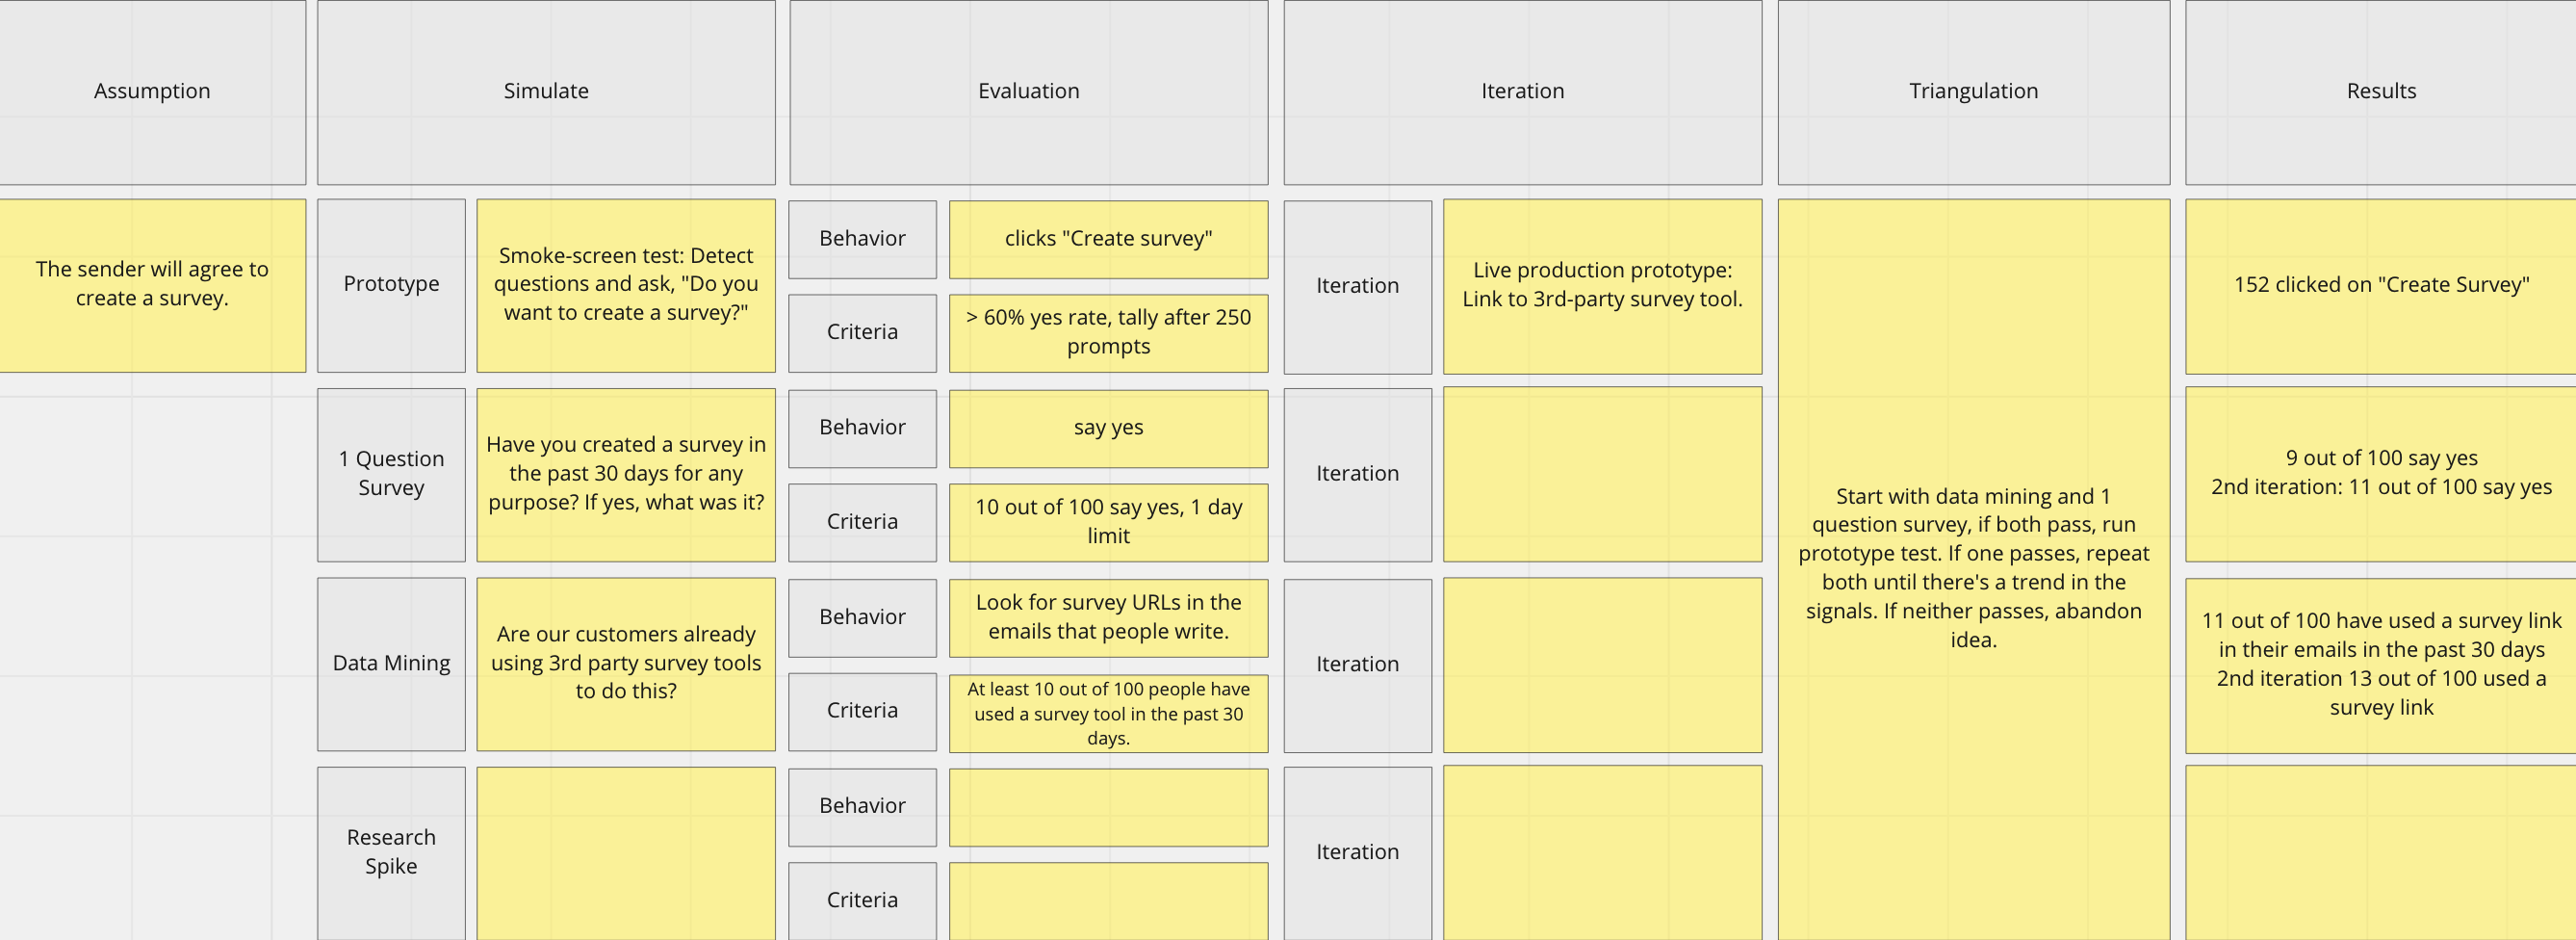 Assumption
Simulate
Evaluation
Iteration
Triangulation
Results
The sender will agree to
create a survey.
Prototype
Smoke-screen test: Detect
questions and ask, "Do you
want to create a survey?"
Behavior
clicks "Create survey"
Criteria
> 60% yes rate, tally after 250
prompts
Iteration
Live production prototype:
Link to 3rd-party survey tool.
Start with data mining and 1
question survey, if both pass, run
prototype test. If one passes, repeat
both until there's a trend in the
signals. If neither passes, abandon
idea.
152 clicked on "Create Survey"
1 Question
Survey
Have you created a survey in
the past 30 days for any
purpose? If yes, what was it?
Behavior
say yes
Criteria
10 out of 100 say yes, 1 day
limit
Iteration
9 out of 100 say yes
2nd iteration: 11 out of 100 say yes
Data Mining
Are our customers already
using 3rd party survey tools
to do this?
Behavior
Look for survey URLs in the
emails that people write.
Criteria
At least 10 out of 100 people have
used a survey tool in the past 30
days.
Iteration
11 out of 100 have used a survey link
in their emails in the past 30 days
2nd iteration 13 out of 100 used a
survey link
Research
Spike
Behavior
Criteria
Iteration